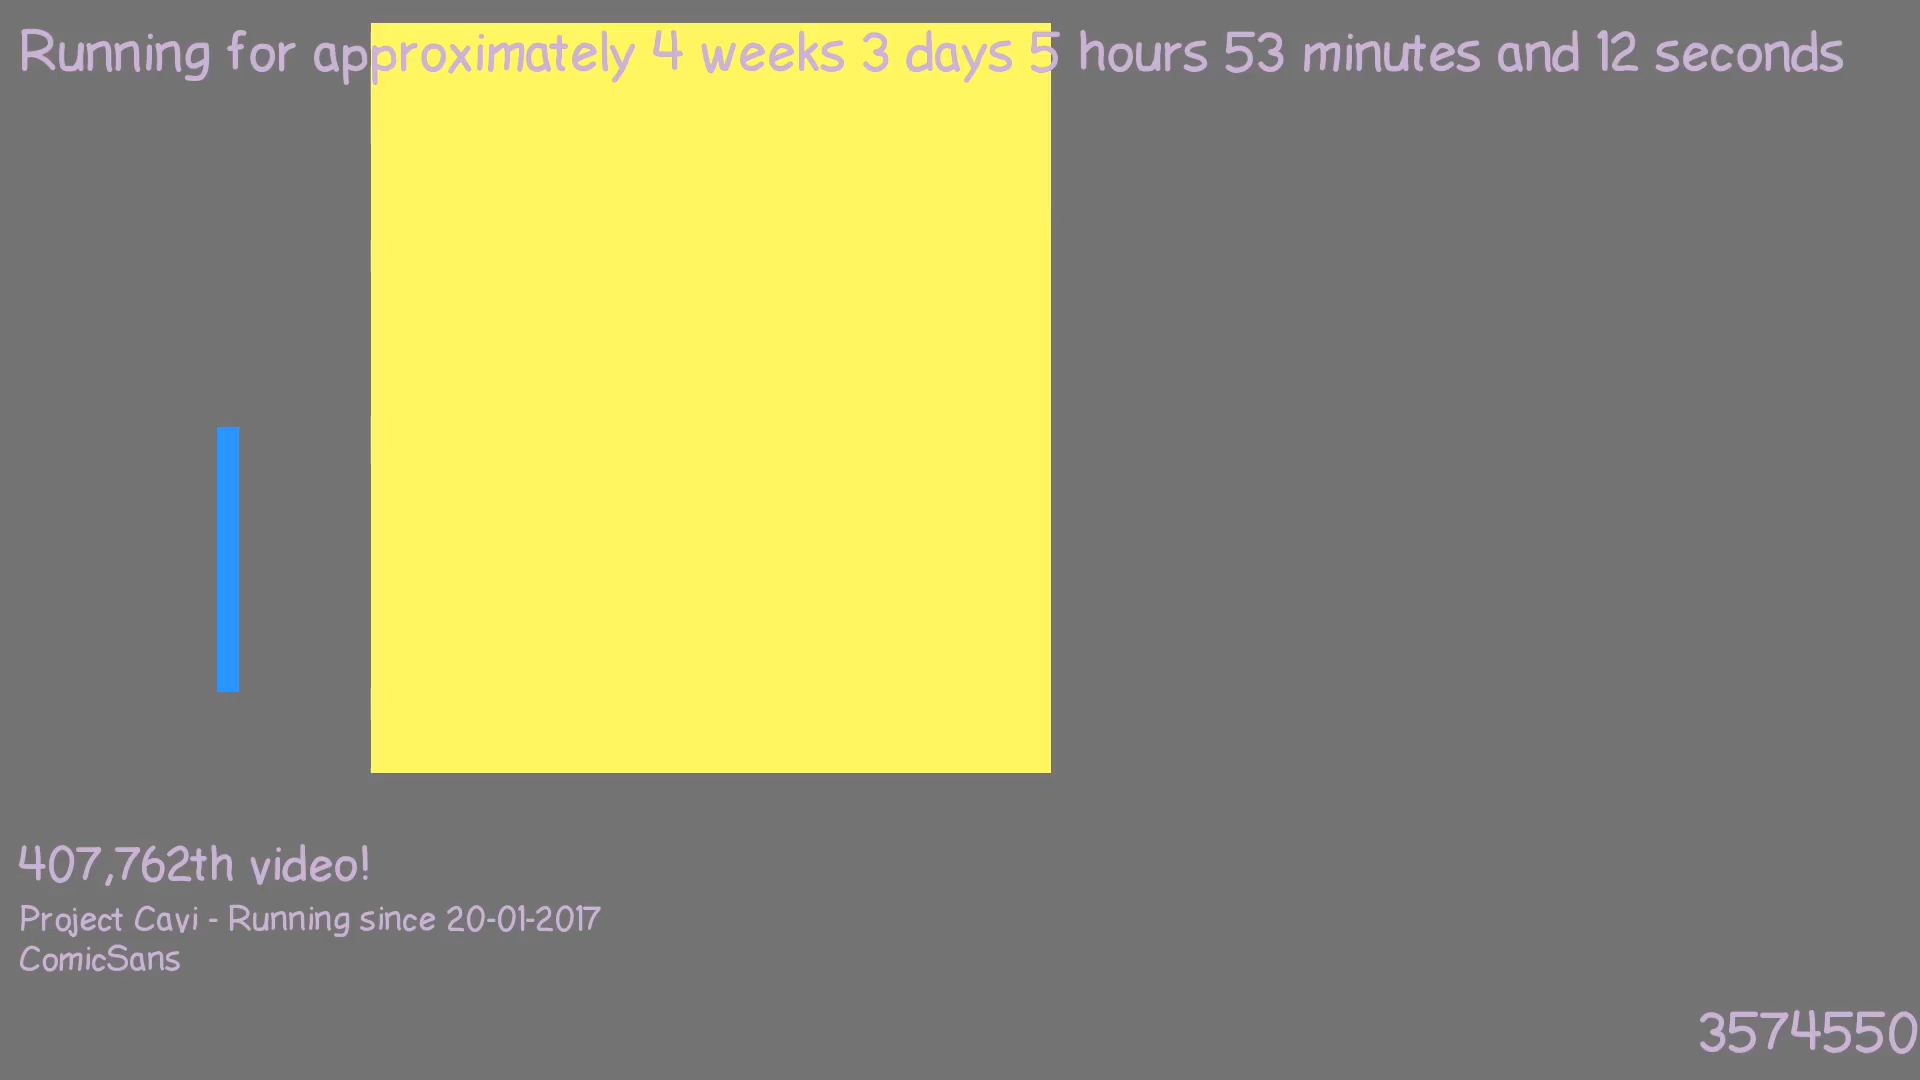 Running for approximately 4 weeks 3 days 5 hours 53 minutes and 12 seconds
407,762th video!
Project Cavi - Running since 20-01-2017
ComicSans
3574550